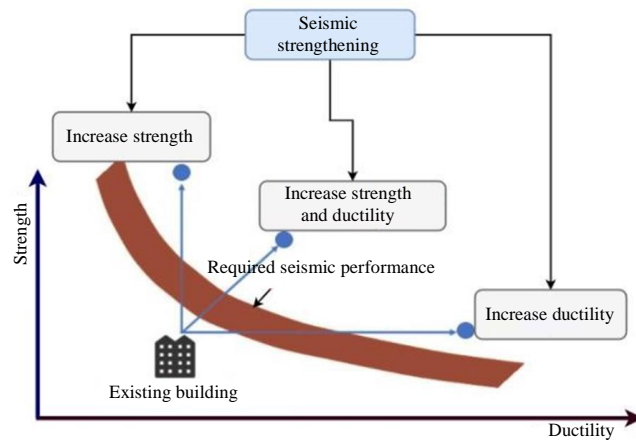 Seismic
strengthening
Increase strength
Increase strength
and ductility
Strength
Required seismic performance
Increase ductility
Existing building
Ductility